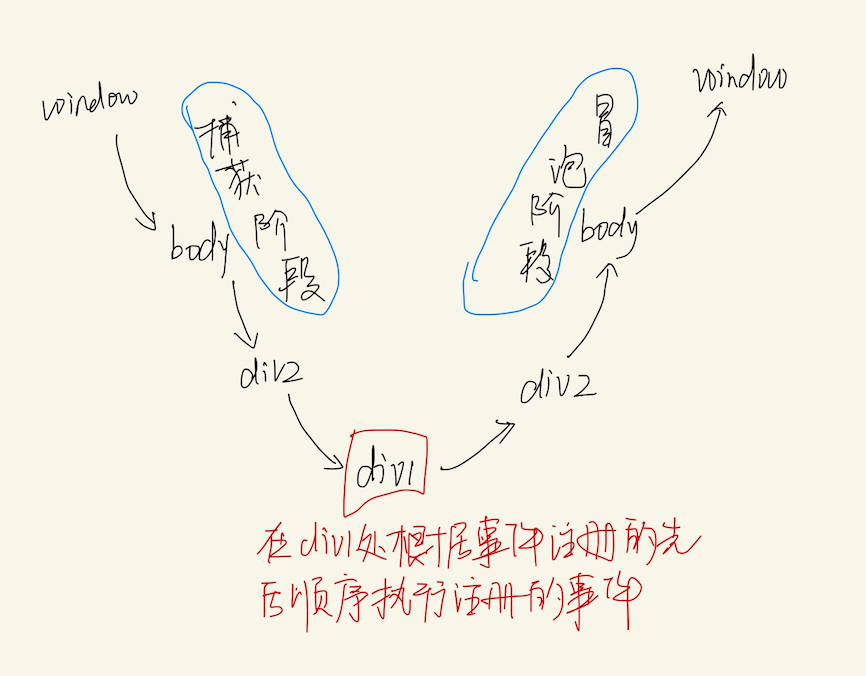 window
捕获阶段
body
div2
div1
div2
body
冒泡阶段
window
在div1处根据事件注册的先
后顺序执行注册的事件